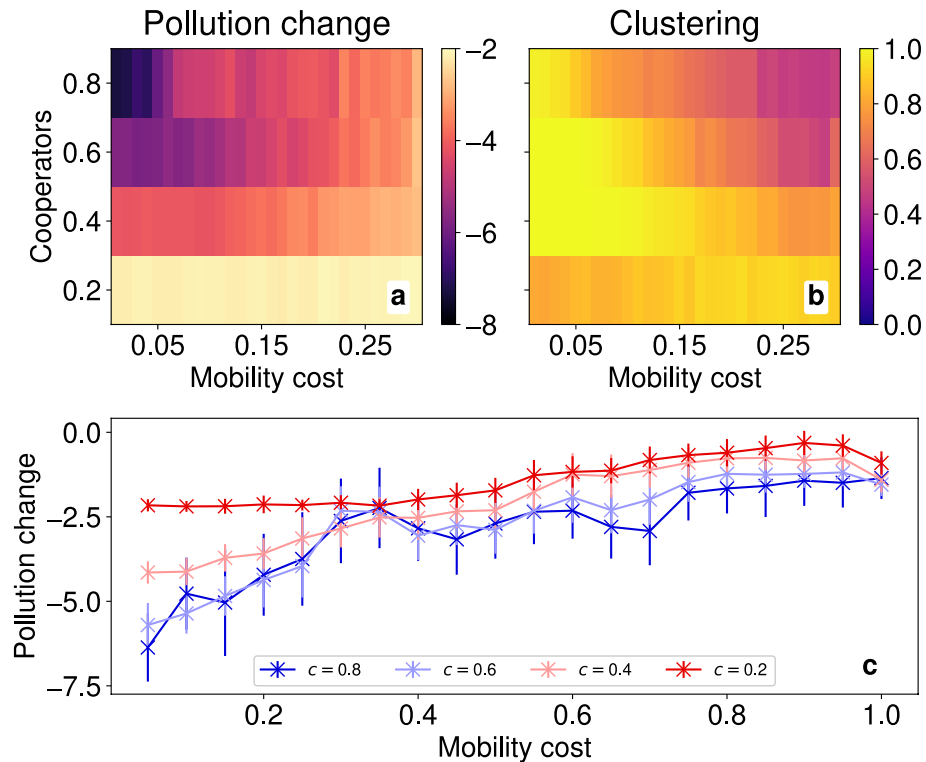 Pollution change
Clustering
Cooperators
0.8
0.6
0.4
0.2
a
0.05
0.15
0.25
Mobility cost
−2
−4
−6
−8
b
0.05
0.15
0.25
Mobility cost
1.0
0.8
0.6
0.4
0.2
0.0
Pollution change
0.0
−2.5
−5.0
−7.5
c = 0.8
c = 0.6
c = 0.4
c = 0.2
c
0.2
0.4
0.6
0.8
1.0
Mobility cost